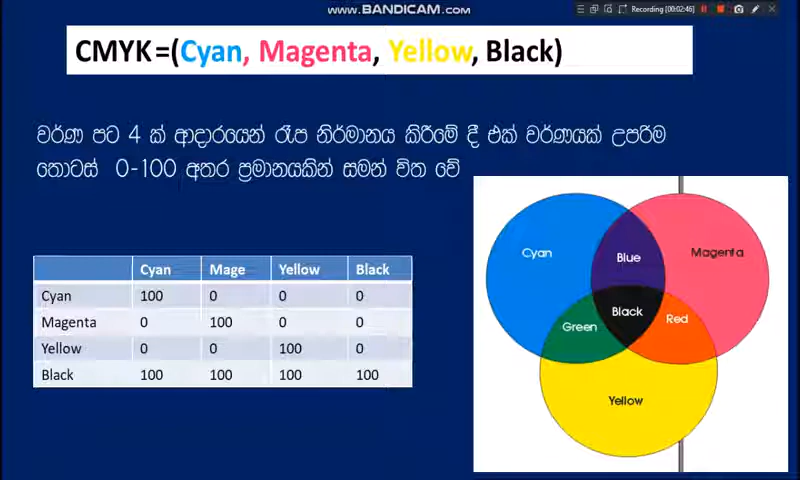 WWW.BANDICAM.COM
Recording [00:02:46]
CMYK=(Cyan, Magenta, Yellow, Black)
වර්ණ පට 4 ක් ආදාරයෙන් රෑප නිර්මානය කිරීමේ දී එක් වර්ණයක් උපරිම
තොටස් 0-100 අතර ප්‍රමානයකින් සමන් විත වේ
Cyan Mage Yellow Black
Cyan 100 0 0 0
Magenta 0 100 0 0
Yellow 0 0 100 0
Black 100 100 100 100
Cyan Blue Magenta
Black
Green Red
Yellow